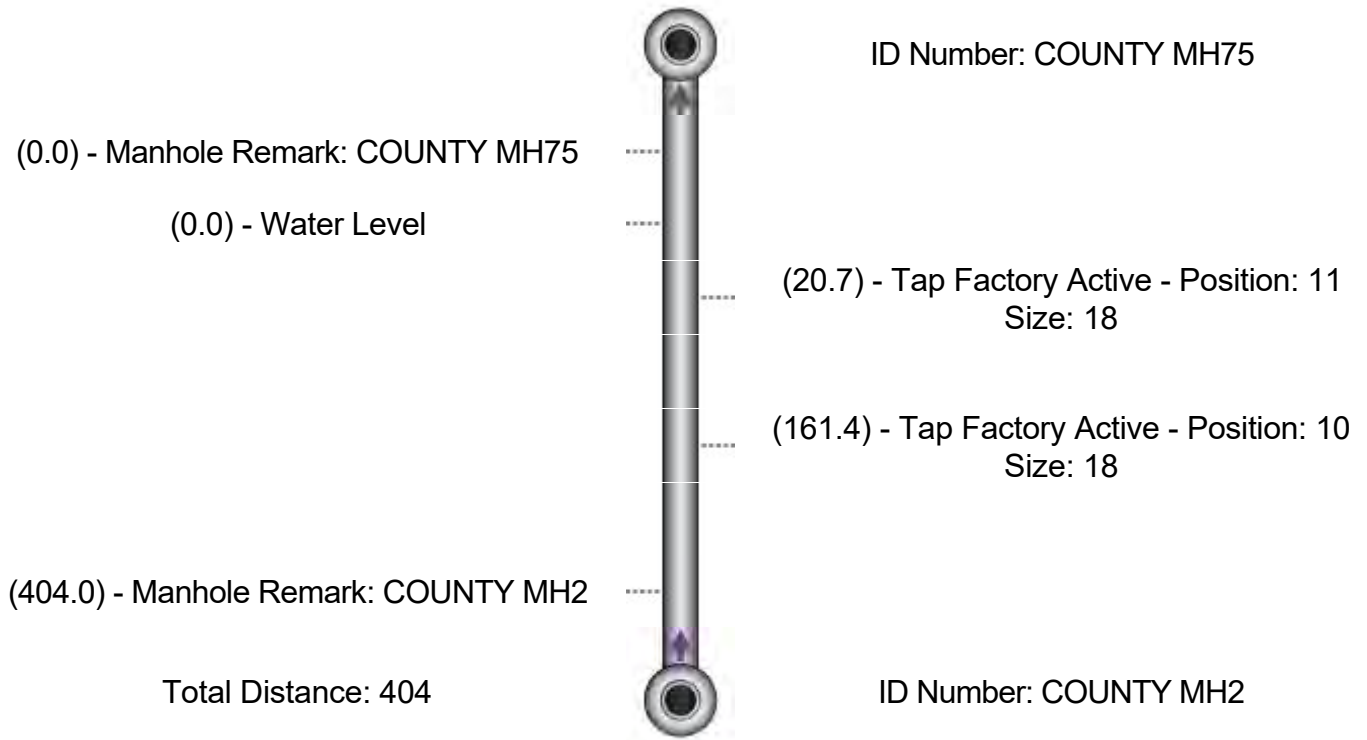 ID Number: COUNTY MH75
(0.0) - Manhole Remark: COUNTY MH75
(0.0) - Water Level
(20.7) - Tap Factory Active - Position: 11
Size: 18
(161.4) - Tap Factory Active - Position: 10
Size: 18
(404.0) - Manhole Remark: COUNTY MH2
Total Distance: 404
ID Number: COUNTY MH2